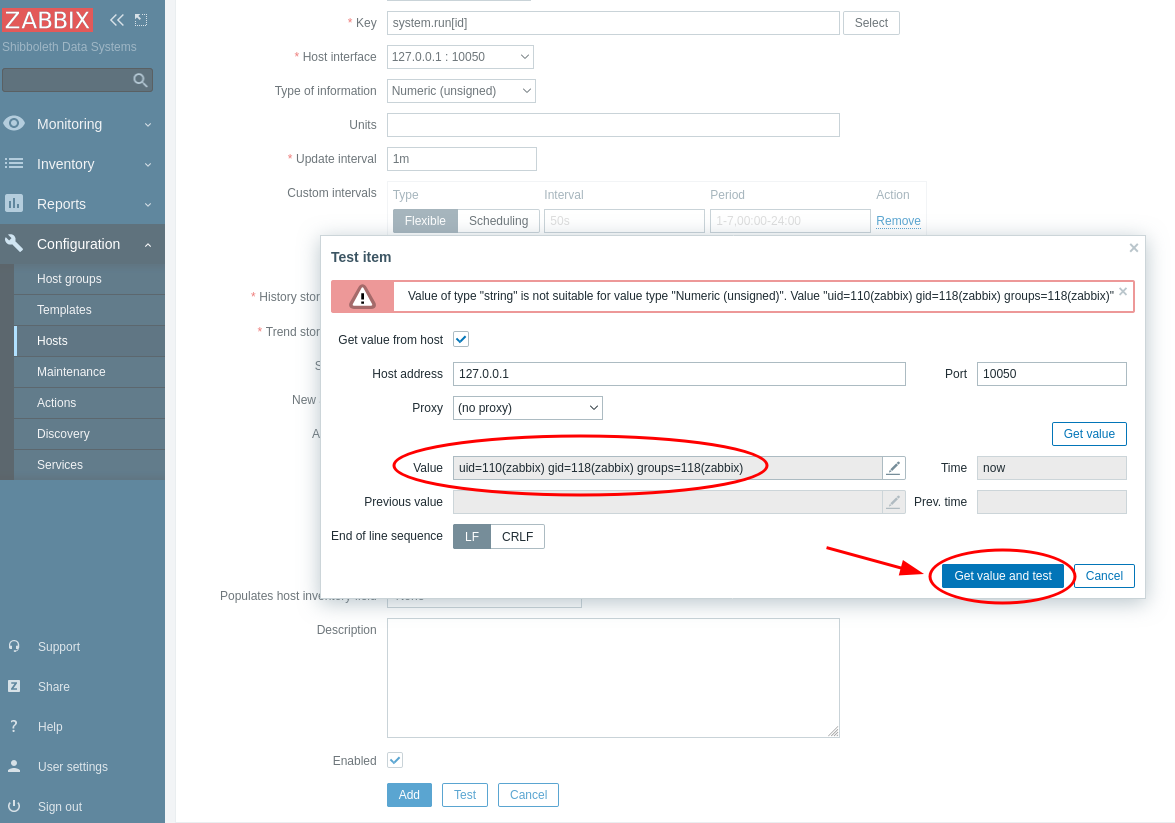 ZABBIX
Shibboleth Data Systems
Monitoring
Inventory
Reports
Configuration
Host groups
Templates
Hosts
Maintenance
Actions
Discovery
Services
Support
Share
Help
User settings
Sign out
* Key system.run[id] Select
* Host interface 127.0.0.1 : 10050
Type of information Numeric (unsigned)
Units
* Update interval 1m
Custom intervals Type Interval Period Action
Flexible Scheduling 50s 1-7,00:00-24:00 Remove
* History stor
* Trend stor
S
New
A
Test item
Value of type "string" is not suitable for value type "Numeric (unsigned)". Value "uid=110(zabbix) gid=118(zabbix) groups=118(zabbix)"
Get value from host
Host address 127.0.0.1 Port 10050
Proxy (no proxy)
Get value
Value uid=110(zabbix) gid=118(zabbix) groups=118(zabbix) Time now
Previous value Prev. time
End of line sequence LF CRLF
Get value and test Cancel
Populates host inventory field
Description
Enabled
Add Test Cancel